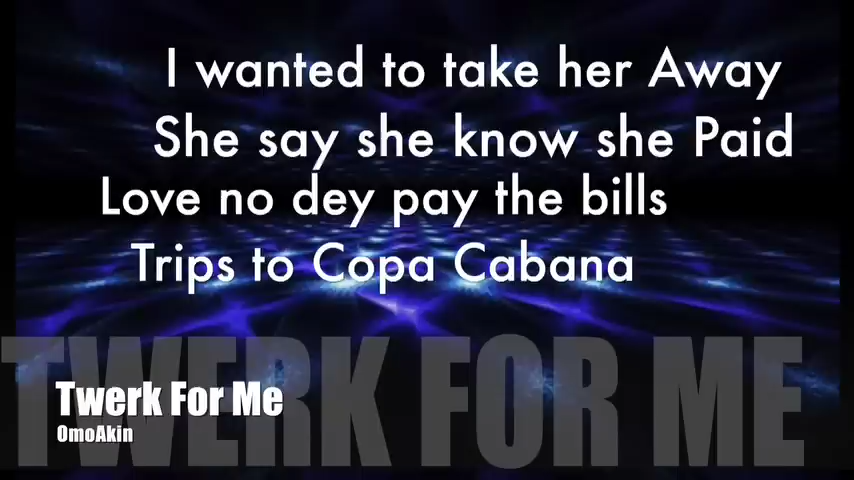 I wanted to take her Away
She say she know she Paid
Love no dey pay the bills
Trips to Copa Cabana
TWERK FOR ME
Twerk For Me
OmoAkin